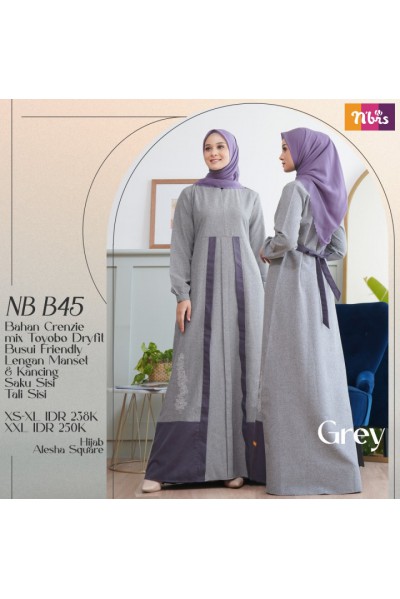 Nbrs
NB B45
Bahan Crenzie
mix Toyobo Dryfit
Busui Friendly
Lengan Manset
& Kancing
Saku Sisi
Tali Sisi
XS-XL IDR 238K
XXL IDR 250K
Hijab
Alesha Square
Grey